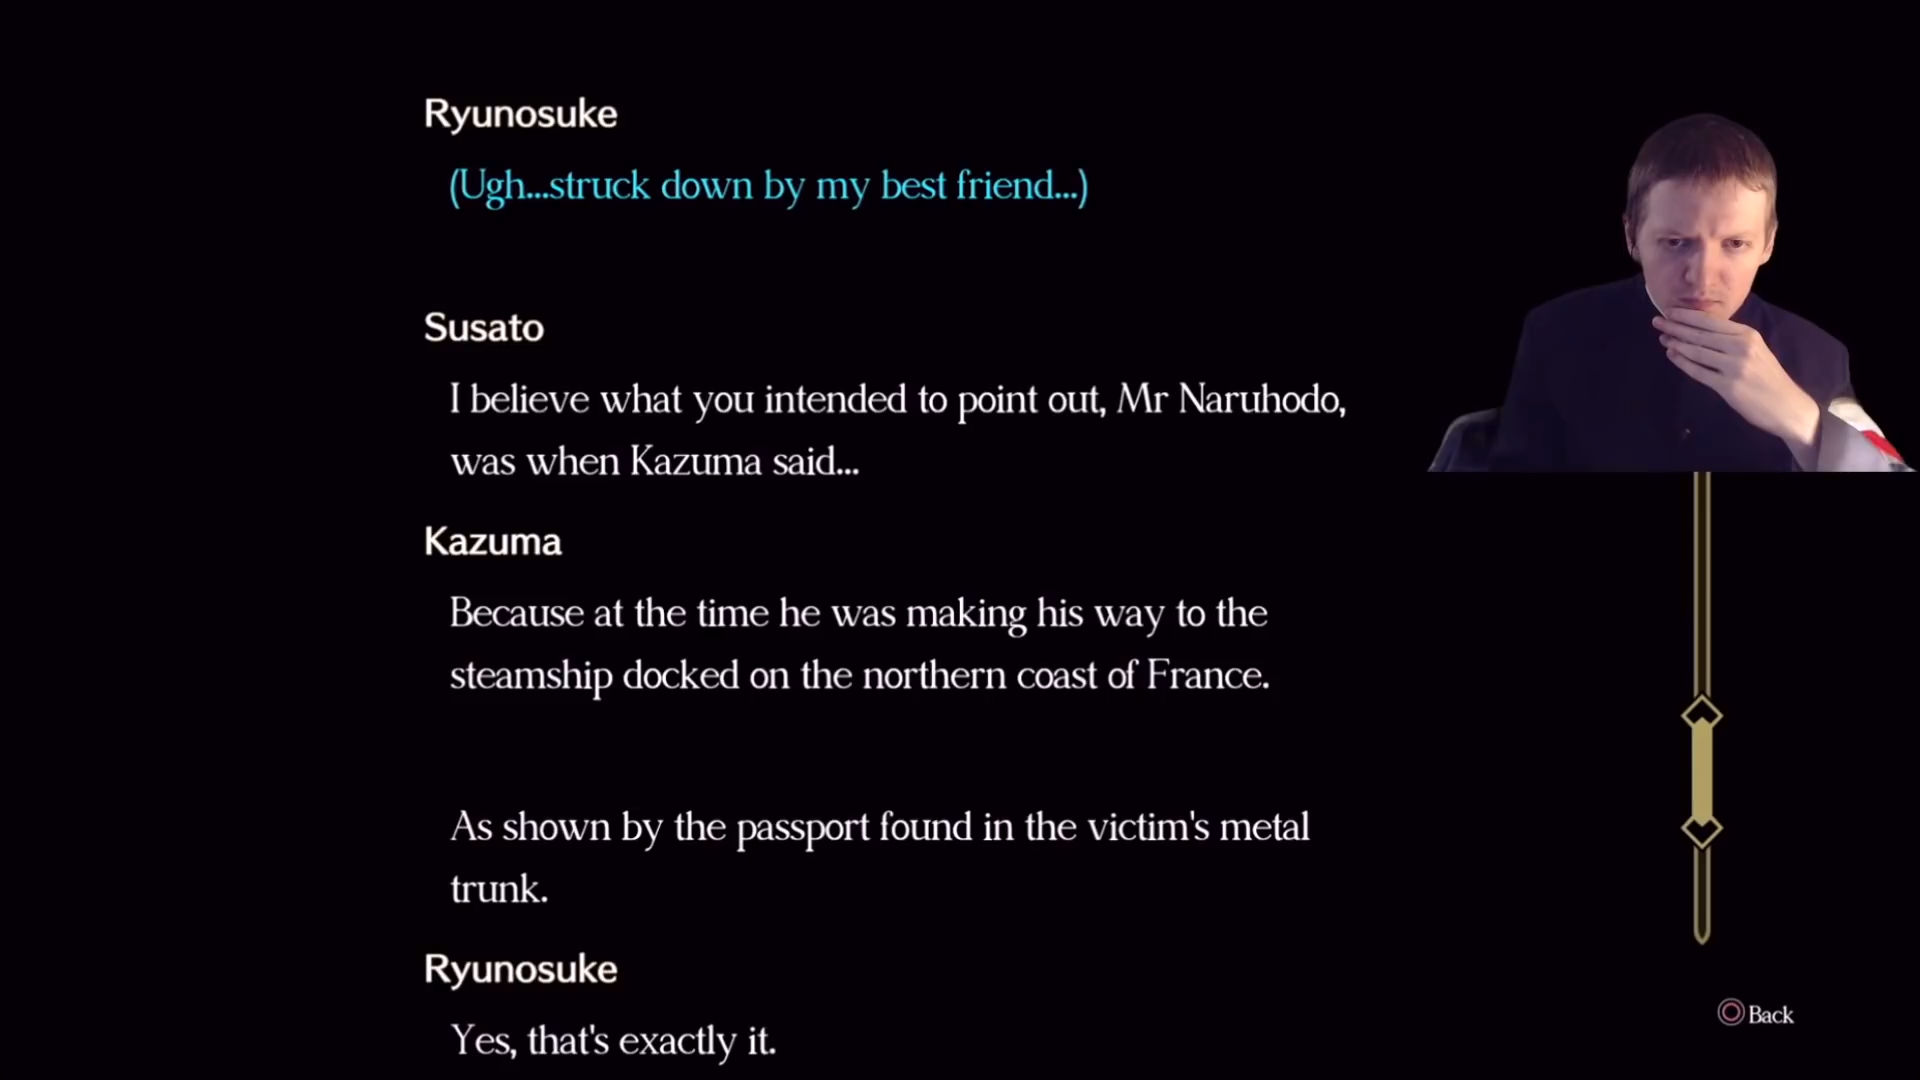 Ryunosuke
(Ugh...struck down by my best friend...)
Susato
I believe what you intended to point out, Mr Naruhodo,
was when Kazuma said...
Kazuma
Because at the time he was making his way to the
steamship docked on the northern coast of France.
As shown by the passport found in the victim's metal
trunk.
Ryunosuke
Yes, that's exactly it.
Back